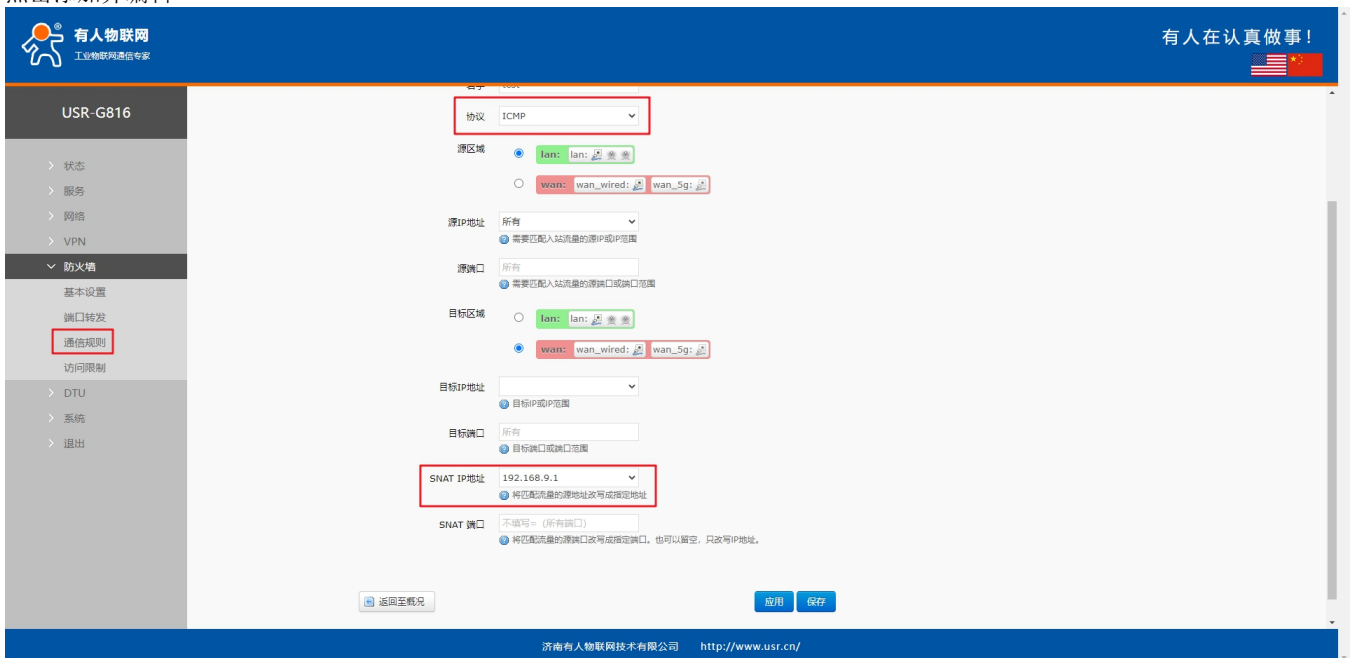 有人物联网
工业物联网通信专家
有人在认真做事！
USR-G816
状态
服务
网络
VPN
防火墙
基本设置
端口转发
通信规则
访问限制
DTU
系统
退出
协议 ICMP
源区域 lan: lan:
wan: wan_wired: wan_5g:
源IP地址 所有
需要匹配入站流量的源IP或IP范围
源端口 所有
需要匹配入站流量的源端口或端口范围
目标区域 lan: lan:
wan: wan_wired: wan_5g:
目标IP地址
目标IP或IP范围
目标端口 所有
目标端口或端口范围
SNAT IP地址 192.168.9.1
将匹配流量的源地址改写成指定地址
SNAT 端口 不填写= (所有端口)
将匹配流量的源端口改写成指定端口。也可以留空，只改写IP地址。
返回至概况 应用 保存
济南有人物联网技术有限公司 http://www.usr.cn/